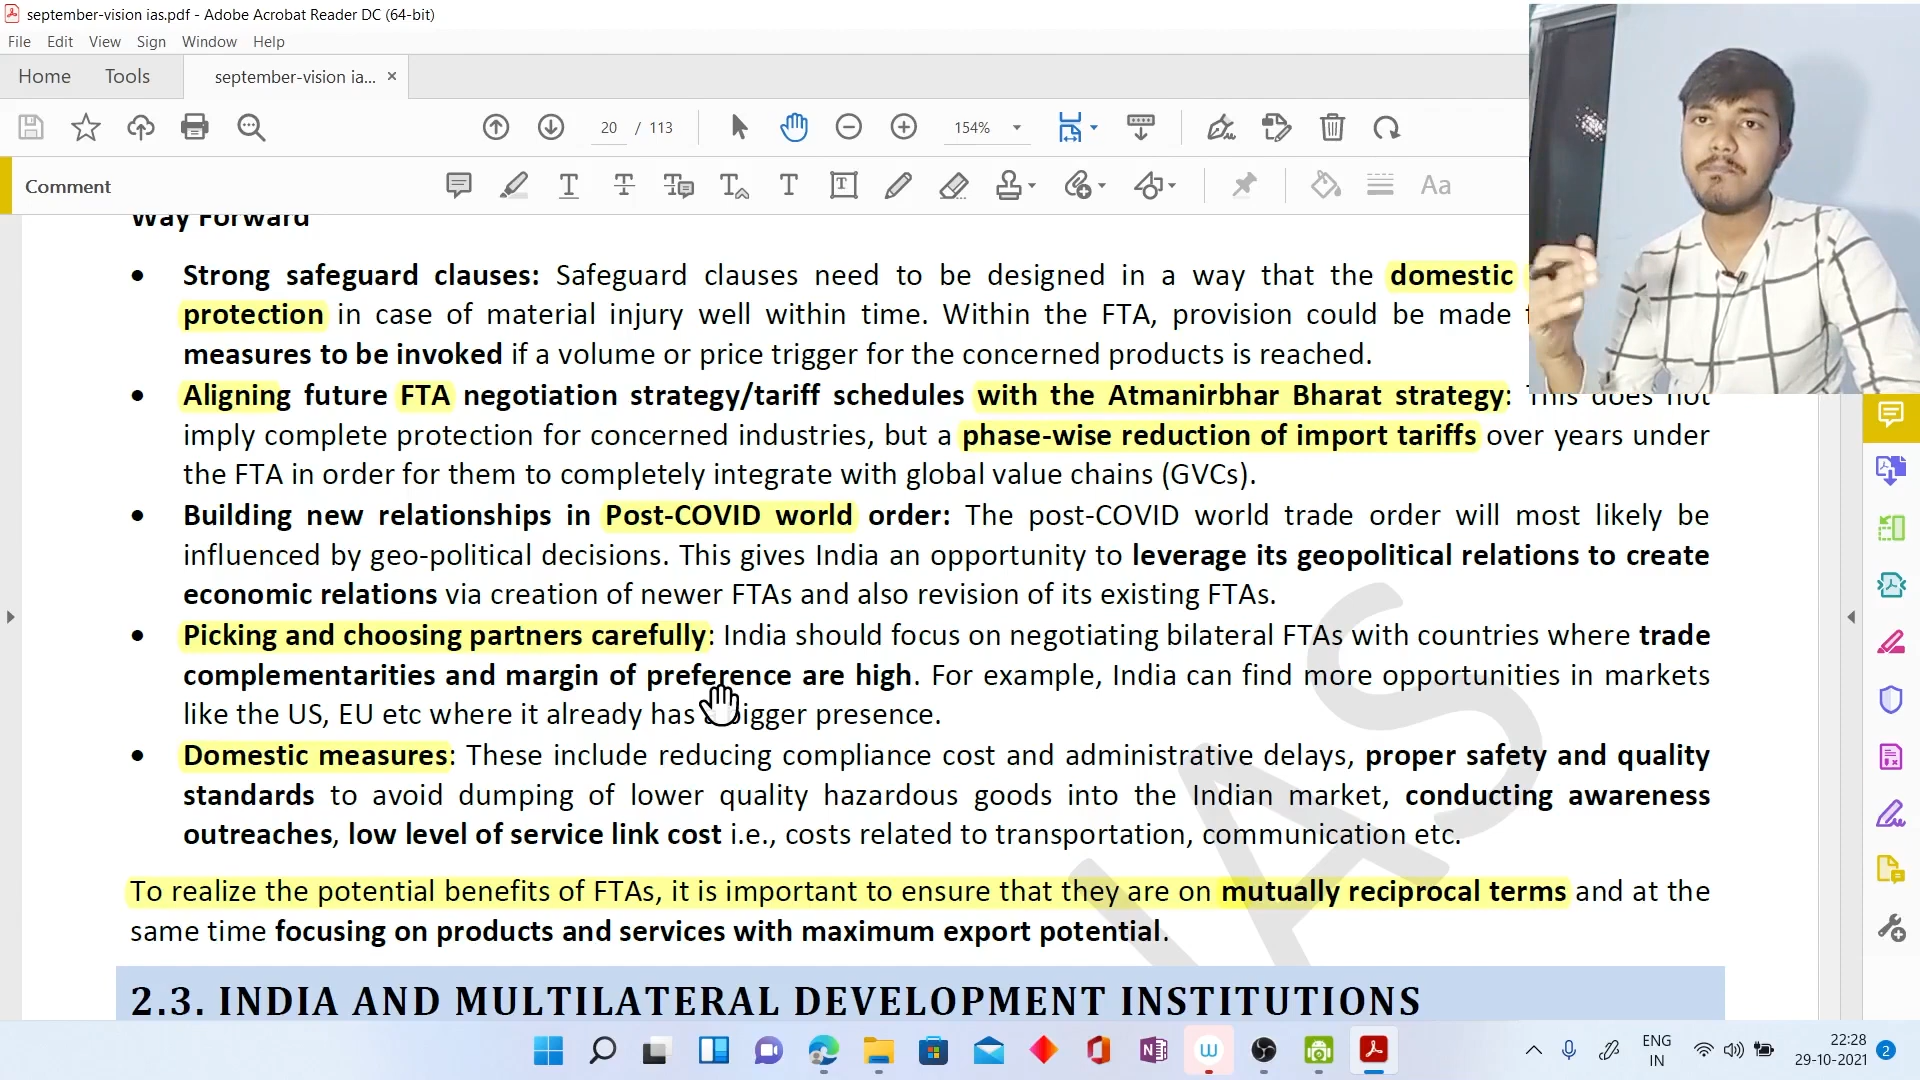 september-vision ias.pdf - Adobe Acrobat Reader DC (64-bit)
File Edit View Sign Window Help
Home Tools september-vision ia... ×
20 / 113 154%
Comment
Way Forward
• Strong safeguard clauses: Safeguard clauses need to be designed in a way that the domestic
protection in case of material injury well within time. Within the FTA, provision could be made
measures to be invoked if a volume or price trigger for the concerned products is reached.
• Aligning future FTA negotiation strategy/tariff schedules with the Atmanirbhar Bharat strategy: This does not
imply complete protection for concerned industries, but a phase-wise reduction of import tariffs over years under
the FTA in order for them to completely integrate with global value chains (GVCs).
• Building new relationships in Post-COVID world order: The post-COVID world trade order will most likely be
influenced by geo-political decisions. This gives India an opportunity to leverage its geopolitical relations to create
economic relations via creation of newer FTAs and also revision of its existing FTAs.
• Picking and choosing partners carefully: India should focus on negotiating bilateral FTAs with countries where trade
complementarities and margin of preference are high. For example, India can find more opportunities in markets
like the US, EU etc where it already has a bigger presence.
• Domestic measures: These include reducing compliance cost and administrative delays, proper safety and quality
standards to avoid dumping of lower quality hazardous goods into the Indian market, conducting awareness
outreaches, low level of service link cost i.e., costs related to transportation, communication etc.
To realize the potential benefits of FTAs, it is important to ensure that they are on mutually reciprocal terms and at the
same time focusing on products and services with maximum export potential.
IAS
2.3. INDIA AND MULTILATERAL DEVELOPMENT INSTITUTIONS
ENG
IN
22:28
29-10-2021
2